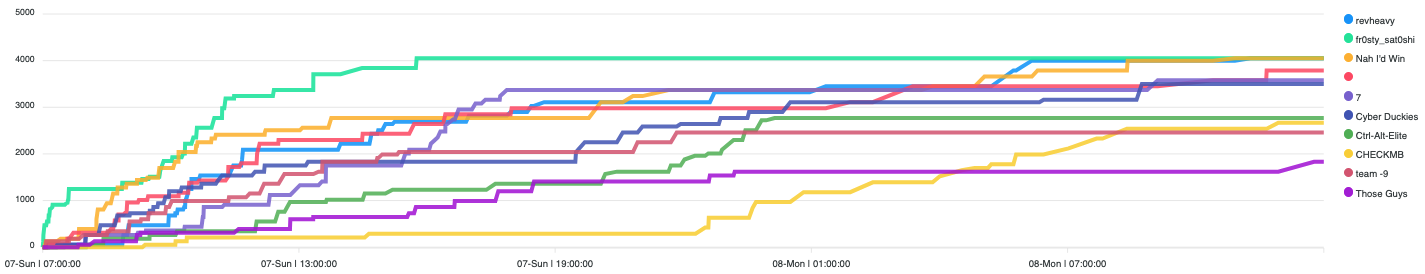 5000
4000
3000
2000
1000
0
07-Sun | 07:00:00
07-Sun | 13:00:00
07-Sun | 19:00:00
08-Mon | 01:00:00
08-Mon | 07:00:00
revheavy
fr0sty_sat0shi
Nah I'd Win
7
Cyber Duckies
Ctrl-Alt-Elite
CHECKMB
team -9
Those Guys